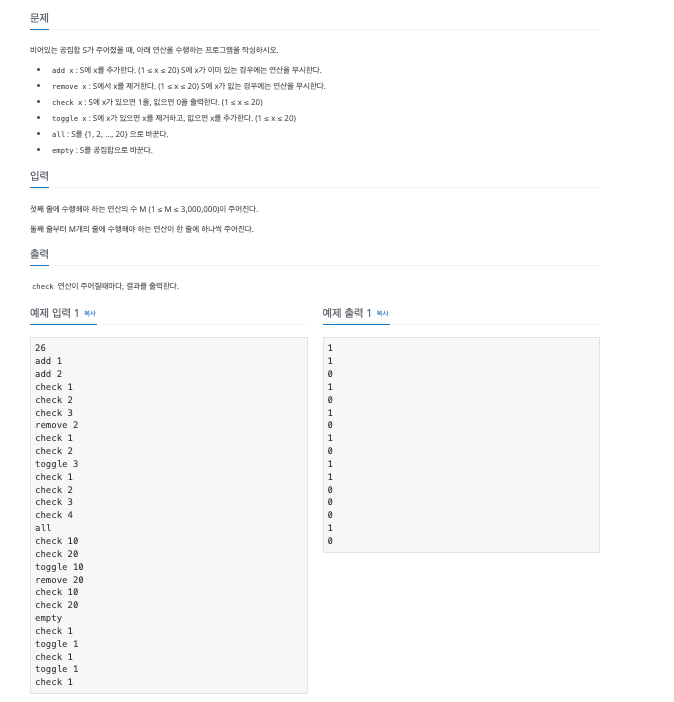 문제
비어있는 공집합 S가 주어졌을 때, 아래 연산을 수행하는 프로그램을 작성하시오.
add x : S에 x를 추가한다. (1 ≤ x ≤ 20) S에 x가 이미 있는 경우에는 연산을 무시한다.
remove x : S에서 x를 제거한다. (1 ≤ x ≤ 20) S에 x가 없는 경우에는 연산을 무시한다.
check x : S에 x가 있으면 1을, 없으면 0을 출력한다. (1 ≤ x ≤ 20)
toggle x : S에 x가 있으면 x를 제거하고, 없으면 x를 추가한다. (1 ≤ x ≤ 20)
all : S를 {1, 2, ..., 20} 으로 바꾼다.
empty : S를 공집합으로 바꾼다.
입력
첫째 줄에 수행해야 하는 연산의 수 M (1 ≤ M ≤ 3,000,000)이 주어진다.
둘째 줄부터 M개의 줄에 수행해야 하는 연산이 한 줄에 하나씩 주어진다.
출력
check 연산이 주어질때마다, 결과를 출력한다.
예제 입력 1 복사
26
add 1
add 2
check 1
check 2
check 3
remove 2
check 1
check 2
toggle 3
check 1
check 2
check 3
check 4
all
check 10
check 20
toggle 10
remove 20
check 10
check 20
empty
check 1
toggle 1
check 1
toggle 1
check 1
예제 출력 1 복사
1
1
0
1
0
1
0
1
0
1
1
0
0
0
1
0